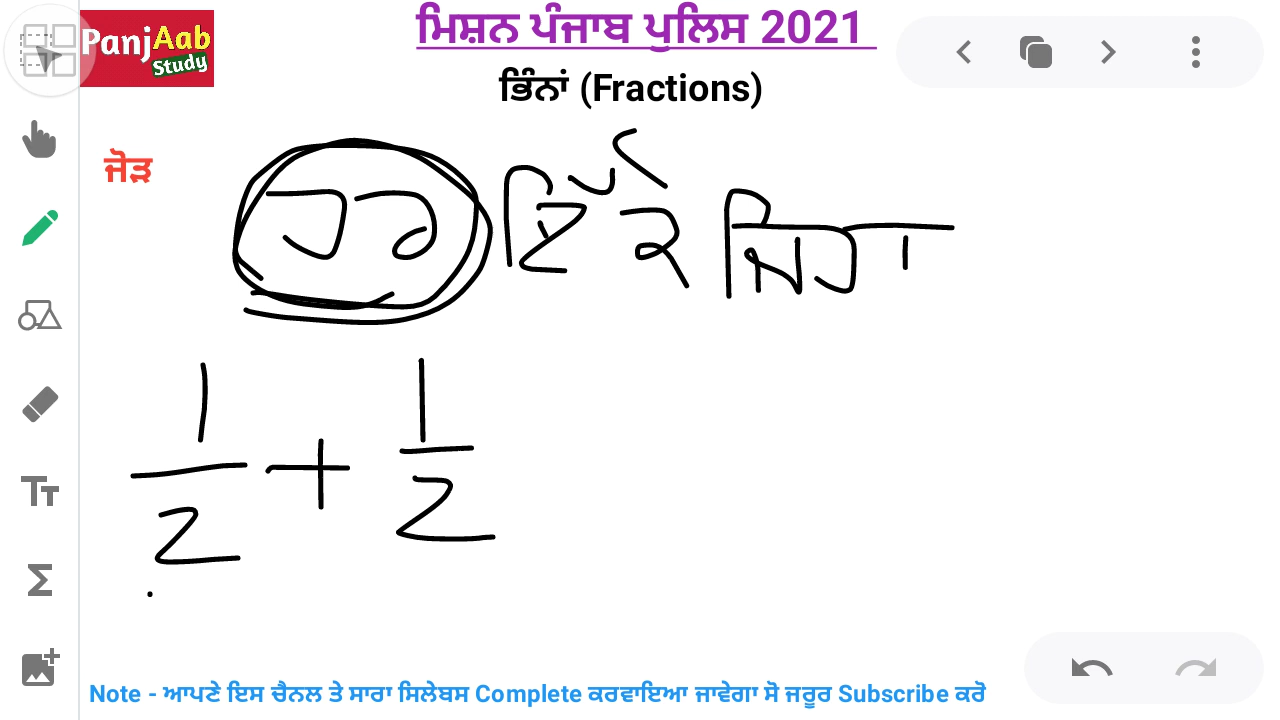 ਮਿਸ਼ਨ ਪੰਜਾਬ ਪੁਲਿਸ 2021
PanjAab
Study
ਭਿੰਨਾਂ (Fractions)
ਜੋੜ
ਹਰ ਇੱਕੋ ਜਿਹਾ
1/2 + 1/2
Note - ਆਪਣੇ ਇਸ ਚੈਨਲ ਤੇ ਸਾਰਾ ਸਿਲੇਬਸ Complete ਕਰਵਾਇਆ ਜਾਵੇਗਾ ਸੋ ਜਰੂਰ Subscribe ਕਰੋ